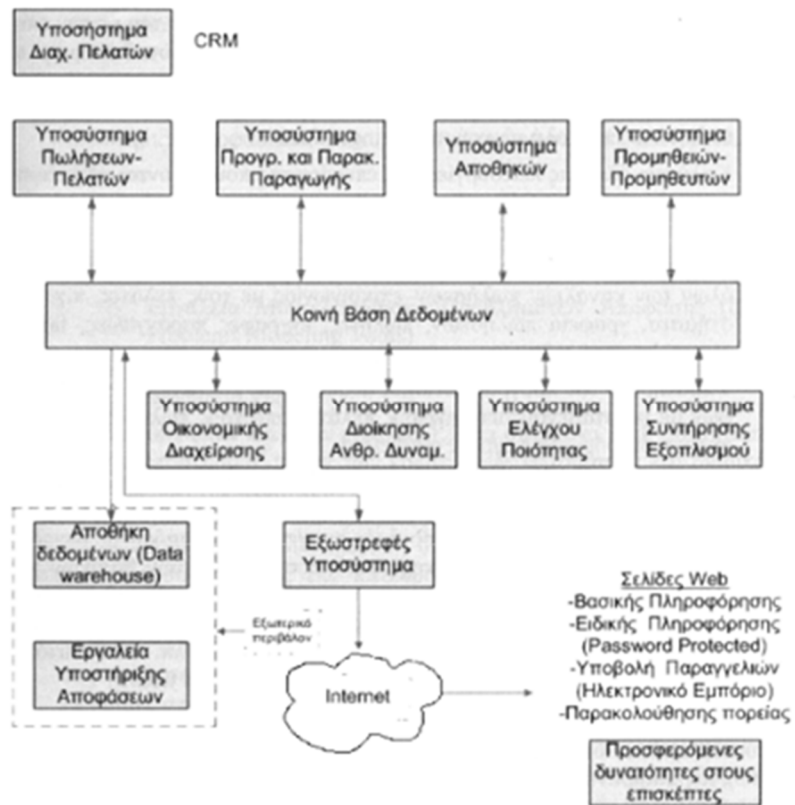 Υποσήστημα
Διαχ. Πελατών
CRM
Υποσύστημα
Πωλήσεων-
Πελατών
Υποσύστημα
Προγρ. και Παρακ.
Παραγωγής
Υποσύστημα
Αποθηκών
Υποσύστημα
Προμηθειών-
Προμηθευτών
Κοινή Βάση Δεδομένων
Υποσύστημα
Οικονομικής
Διαχείρισης
Υποσύστημα
Διοίκησης
Ανθρ. Δυναμ.
Υποσύστημα
Ελέγχου
Ποιότητας
Υποσύστημα
Συντήρησης
Εξοπλισμού
Αποθήκη
δεδομένων (Data
warehouse)
Εργαλεία
Υποστήριξης
Αποφάσεων
Εξωτερικό
περιβάλον
Εξωστρεφές
Υποσύστημα
Internet
Σελίδες Web
-Βασικής Πληροφόρησης
-Ειδικής Πληροφόρησης
(Password Protected)
-Υποβολή Παραγγελιών
(Ηλεκτρονικό Εμπόριο)
-Παρακολούθησης πορείας
Προσφερόμενες
δυνατότητες στους
επισκέπτες